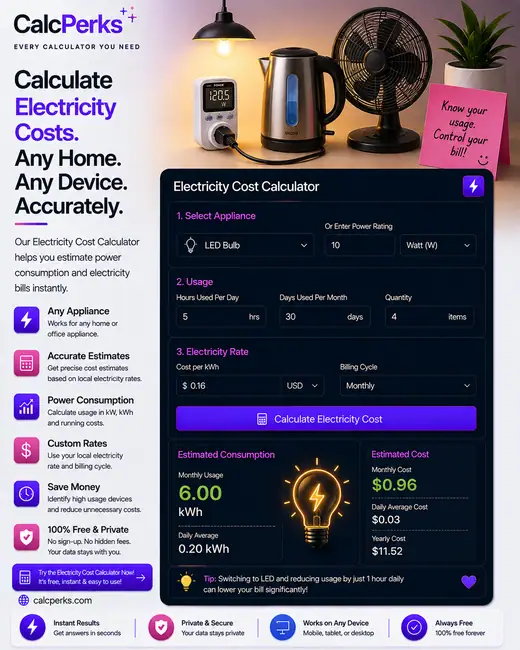 CalcPerks
EVERY CALCULATOR YOU NEED
Calculate
Electricity
Costs.
Any Home.
Any Device.
Accurately.
Our Electricity Cost Calculator
helps you estimate power
consumption and electricity
bills instantly.
Any Appliance
Works for any home or
office appliance.
Accurate Estimates
Get precise cost estimates
based on local electricity rates.
Power Consumption
Calculate usage in kW, kWh
and running costs.
Custom Rates
Use your local electricity
rate and billing cycle.
Save Money
Identify high usage devices
and reduce unnecessary costs.
100% Free & Private
No sign-up. No hidden fees.
Your data stays with you.
Try the Electricity Cost Calculator Now!
It's free, instant & easy to use!
calcperks.com
120.5
Know your
usage.
Control your
bill!
Electricity Cost Calculator
1. Select Appliance
LED Bulb
Or Enter Power Rating
10
Watt (W)
2. Usage
Hours Used Per Day
5 hrs
Days Used Per Month
30 days
Quantity
4 items
3. Electricity Rate
Cost per kWh
$ 0.16
USD
Billing Cycle
Monthly
Calculate Electricity Cost
Estimated Consumption
Monthly Usage
6.00
kWh
Daily Average
0.20 kWh
Estimated Cost
Monthly Cost
$0.96
Daily Average Cost
$0.03
Yearly Cost
$11.52
Tip: Switching to LED and reducing usage by just 1 hour daily
can lower your bill significantly!
Instant Results
Get answers in seconds
Private & Secure
Your data stays private
Works on Any Device
Mobile, tablet, or desktop
Always Free
100% free forever